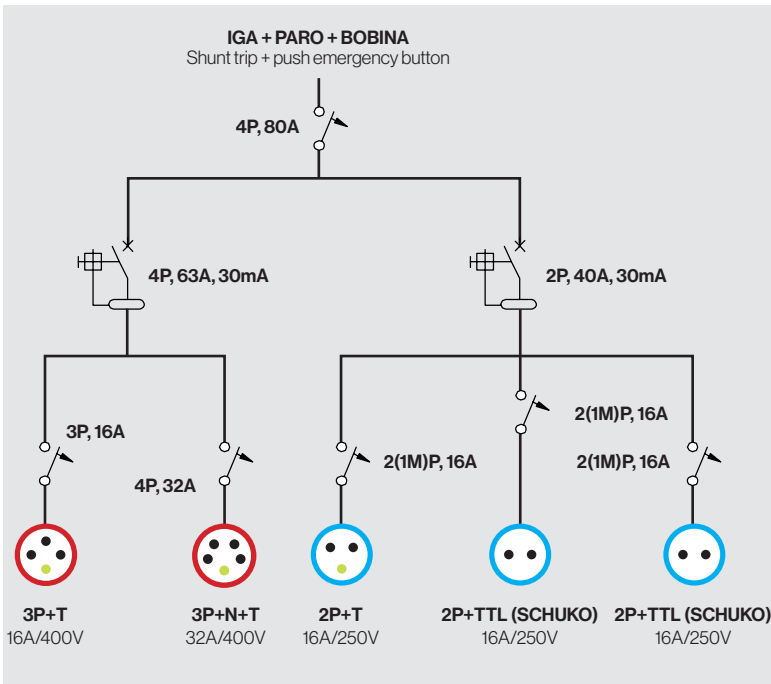 IGA + PARO + BOBINA
Shunt trip + push emergency button
4P, 80A
4P, 63A, 30mA
2P, 40A, 30mA
3P, 16A
4P, 32A
2(1M)P, 16A
2(1M)P, 16A
2(1M)P, 16A
3P+T
16A/400V
3P+N+T
32A/400V
2P+T
16A/250V
2P+TTL (SCHUKO)
16A/250V
2P+TTL (SCHUKO)
16A/250V